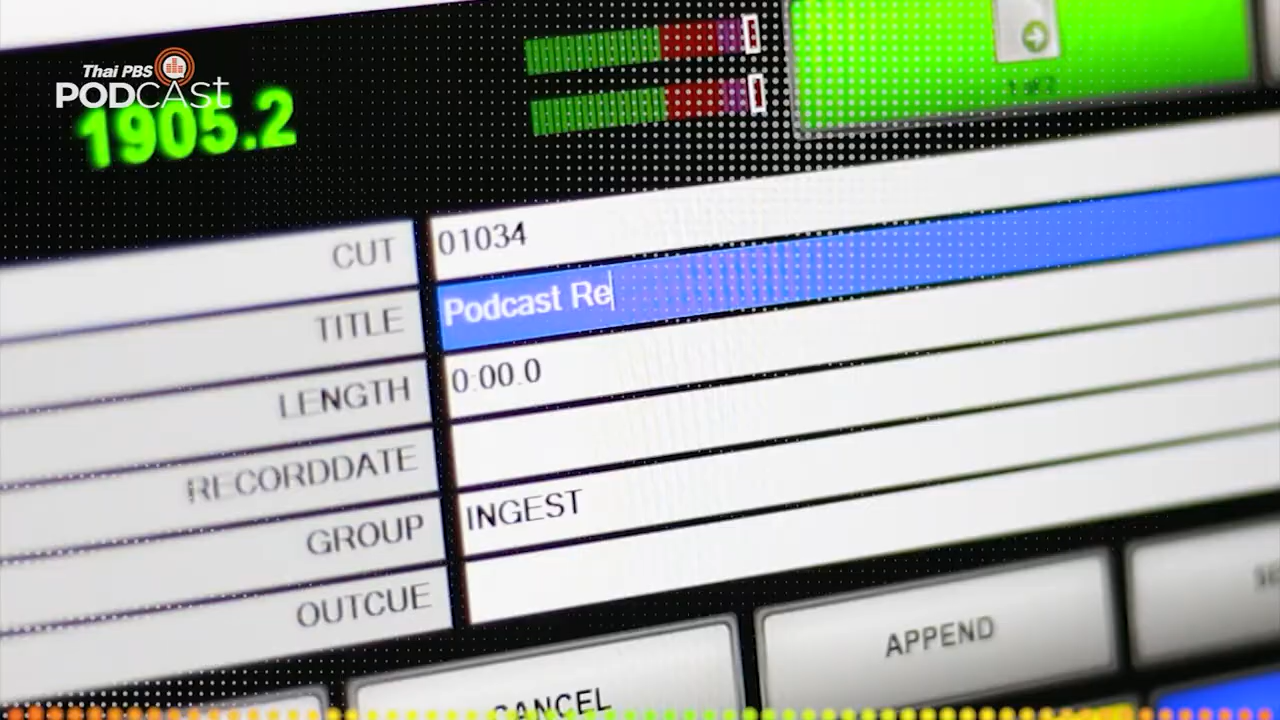 Thai PBS
PODCAST
1905.2
CUT 01034
TITLE Podcast Re
LENGTH 0:00.0
RECORDDATE
GROUP INGEST
OUTCUE
APPEND
CANCEL